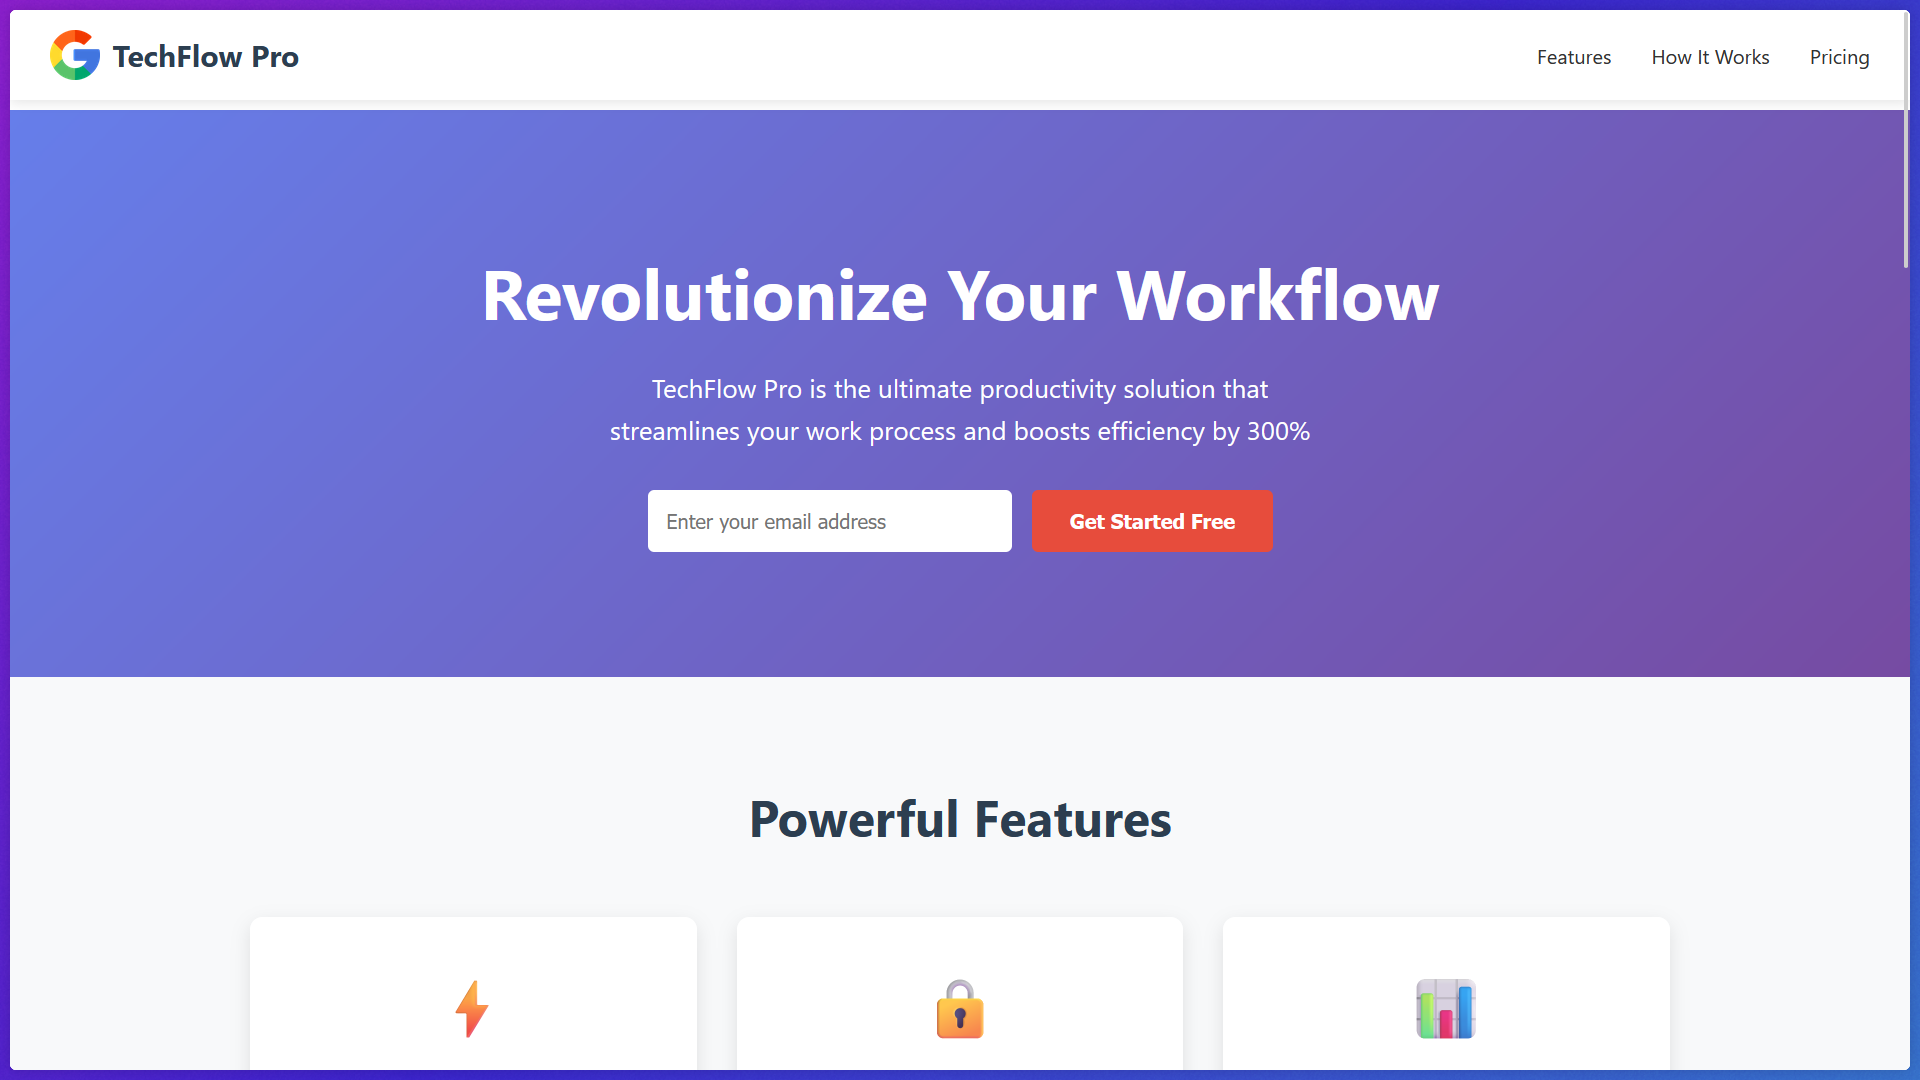 TechFlow Pro
Features
How It Works
Pricing
Revolutionize Your Workflow
TechFlow Pro is the ultimate productivity solution that
streamlines your work process and boosts efficiency by 300%
Enter your email address
Get Started Free
Powerful Features